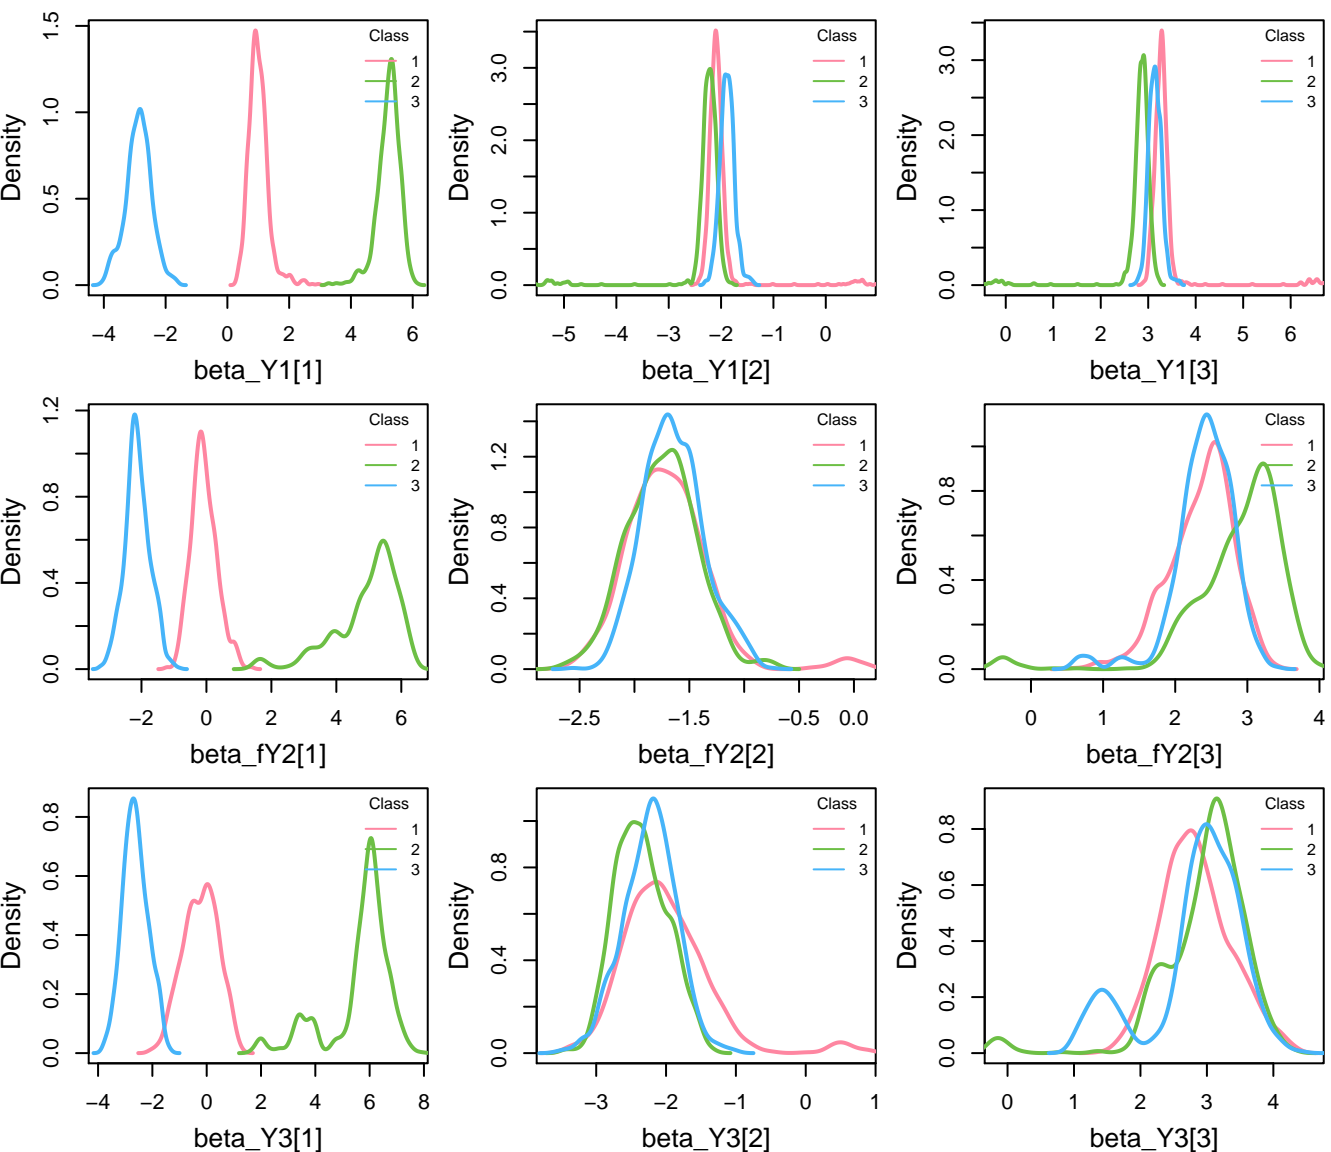 Density
0.0 0.5 1.0 1.5
Class
1
2
3
−4 −2 0 2 4 6
beta_Y1[1]
Density
0.0 1.0 2.0 3.0
Class
1
2
3
−5 −4 −3 −2 −1 0
beta_Y1[2]
Density
0.0 1.0 2.0 3.0
Class
1
2
3
0 1 2 3 4 5 6
beta_Y1[3]
Density
0.0 0.4 0.8 1.2
Class
1
2
3
−2 0 2 4 6
beta_fY2[1]
Density
0.0 0.4 0.8 1.2
Class
1
2
3
−2.5 −1.5 −0.5 0.0
beta_fY2[2]
Density
0.0 0.4 0.8
Class
1
2
3
0 1 2 3 4
beta_fY2[3]
Density
0.0 0.2 0.4 0.6 0.8
Class
1
2
3
−4 −2 0 2 4 6 8
beta_Y3[1]
Density
0.0 0.4 0.8
Class
1
2
3
−3 −2 −1 0 1
beta_Y3[2]
Density
0.0 0.2 0.4 0.6 0.8
Class
1
2
3
0 1 2 3 4
beta_Y3[3]